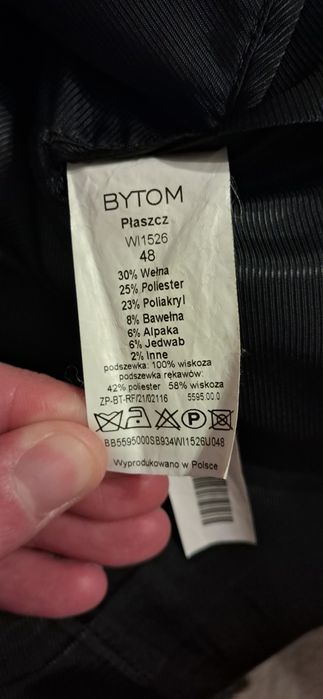 BYTOM
Płaszcz
WI1526
48
30% Wełna
25% Poliester
23% Poliakryl
8% Bawełna
6% Alpaka
6% Jedwab
2% Inne
podszewka: 100% wiskoza
podszewka rękawów:
42% poliester 58% wiskoza
ZP-BT-RF/21/02116 5595.00.0
P
BB5595000SB934WI1526U048
Wyprodukowano w Polsce